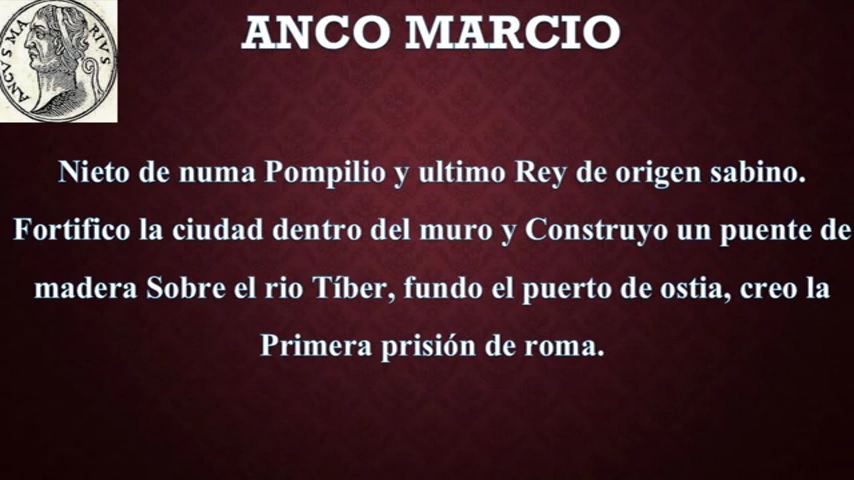 ANCVS MARIVS
ANCO MARCIO
Nieto de numa Pompilio y ultimo Rey de origen sabino.
Fortifico la ciudad dentro del muro y Construyo un puente de
madera Sobre el rio Tíber, fundo el puerto de ostia, creo la
Primera prisión de roma.